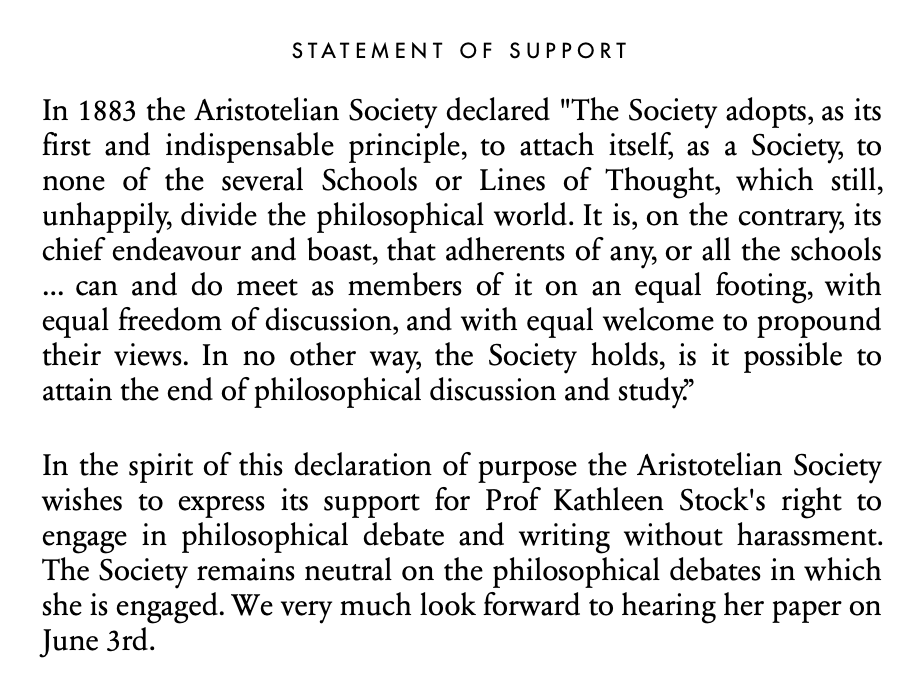 STATEMENT OF SUPPORT
In 1883 the Aristotelian Society declared "The Society adopts, as its
first and indispensable principle, to attach itself, as a Society, to
none of the several Schools or Lines of Thought, which still,
unhappily, divide the philosophical world. It is, on the contrary, its
chief endeavour and boast, that adherents of any, or all the schools
... can and do meet as members of it on an equal footing, with
equal freedom of discussion, and with equal welcome to propound
their views. In no other way, the Society holds, is it possible to
attain the end of philosophical discussion and study.”
In the spirit of this declaration of purpose the Aristotelian Society
wishes to express its support for Prof Kathleen Stock's right to
engage in philosophical debate and writing without harassment.
The Society remains neutral on the philosophical debates in which
she is engaged. We very much look forward to hearing her paper on
June 3rd.